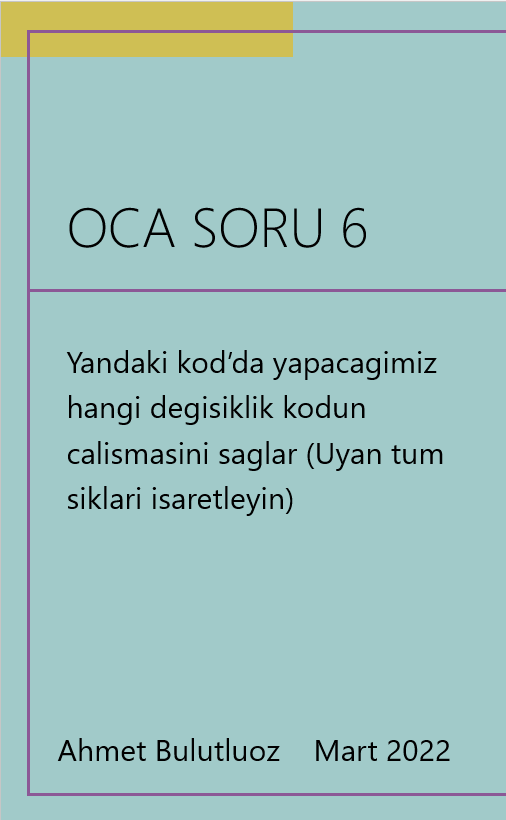 OCA SORU 6
Yandaki kod’da yapacagimiz
hangi degisiklik kodun
calismasini saglar (Uyan tum
siklari isaretleyin)
Ahmet Bulutluoz Mart 2022